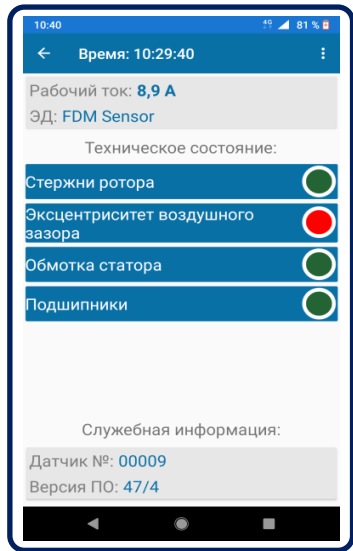 10:40 4G 81 %
Время: 10:29:40
Рабочий ток: 8,9 А
ЭД: FDM Sensor
Техническое состояние:
Стержни ротора
Эксцентриситет воздушного
зазора
Обмотка статора
Подшипники
Служебная информация:
Датчик №: 00009
Версия ПО: 47/4